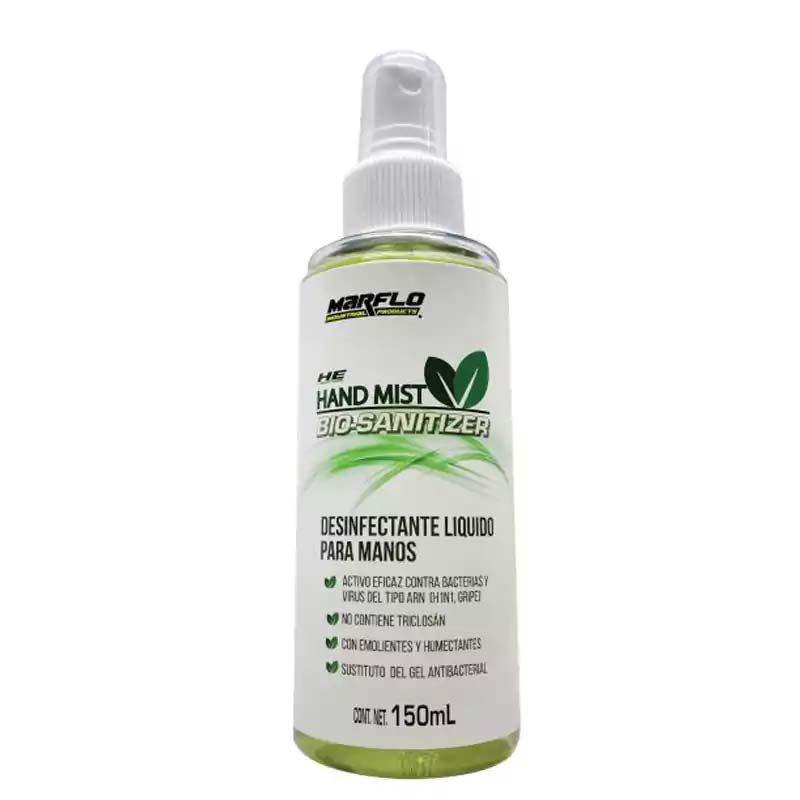 MARFLO
INDUSTRIAL PRODUCTS
HE
HAND MIST
BIO-SANITIZER
DESINFECTANTE LIQUIDO
PARA MANOS
ACTIVO EFICAZ CONTRA BACTERIAS Y
VIRUS DEL TIPO ARN (H1N1, GRIPE)
NO CONTIENE TRICLOSÁN
CON EMOLIENTES Y HUMECTANTES
SUSTITUTO DEL GEL ANTIBACTERIAL
CONT. NET. 150mL